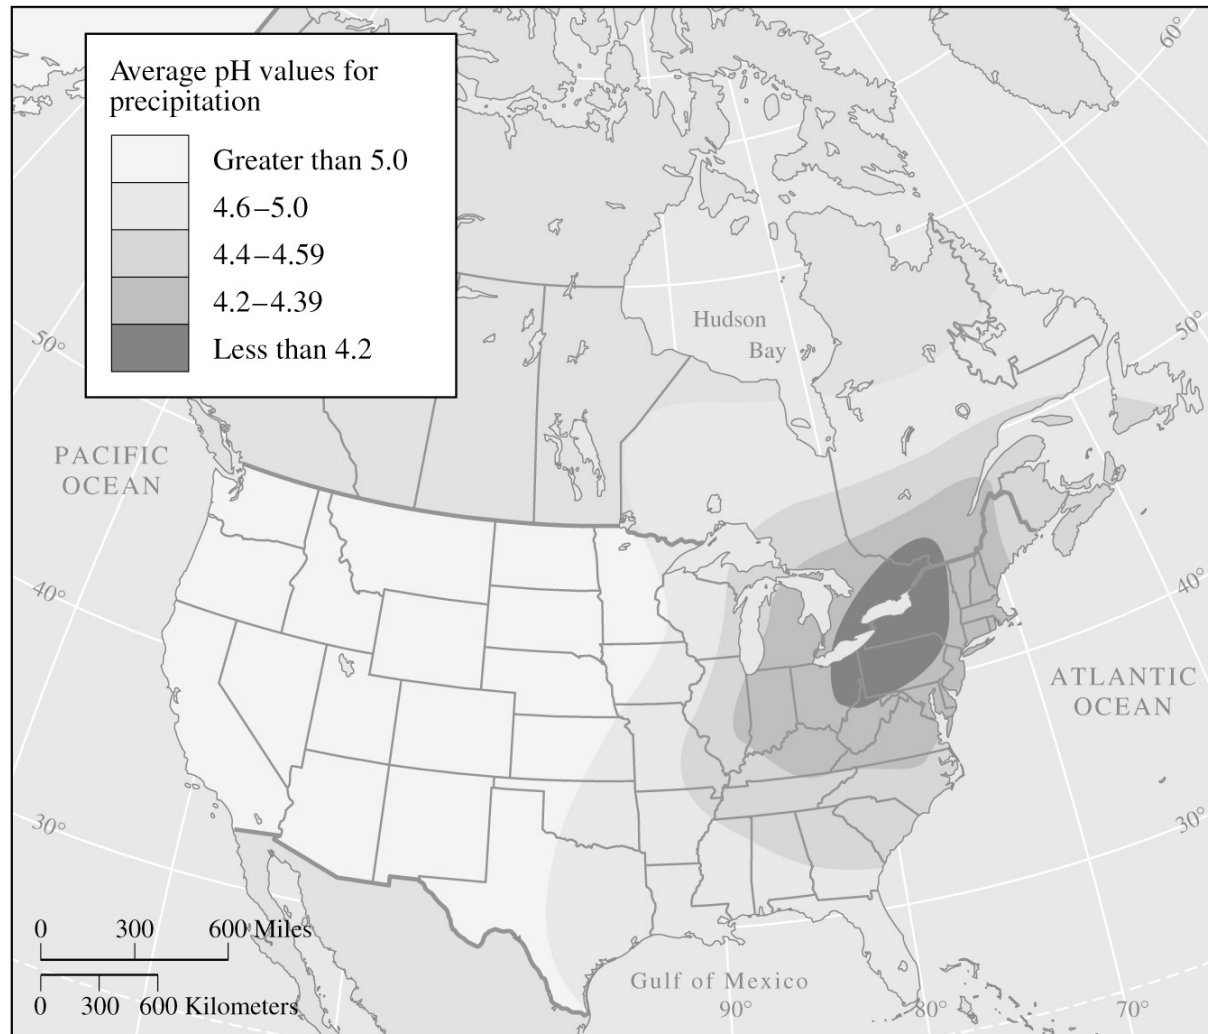 Average pH values for
precipitation
Greater than 5.0
4.6–5.0
4.4–4.59
4.2–4.39
Less than 4.2
60°
50°
50°
Hudson
Bay
PACIFIC
OCEAN
40°
40°
ATLANTIC
OCEAN
30°
30°
0 300 600 Miles
0 300 600 Kilometers
Gulf of Mexico
90°
80°
70°